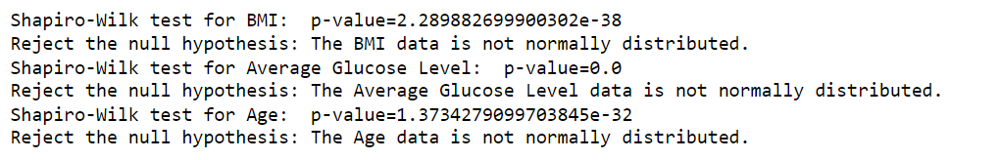 Shapiro-Wilk test for BMI:  p-value=2.289882699900302e-38
Reject the null hypothesis: The BMI data is not normally distributed.
Shapiro-Wilk test for Average Glucose Level:  p-value=0.0
Reject the null hypothesis: The Average Glucose Level data is not normally distributed.
Shapiro-Wilk test for Age:  p-value=1.3734279099703845e-32
Reject the null hypothesis: The Age data is not normally distributed.